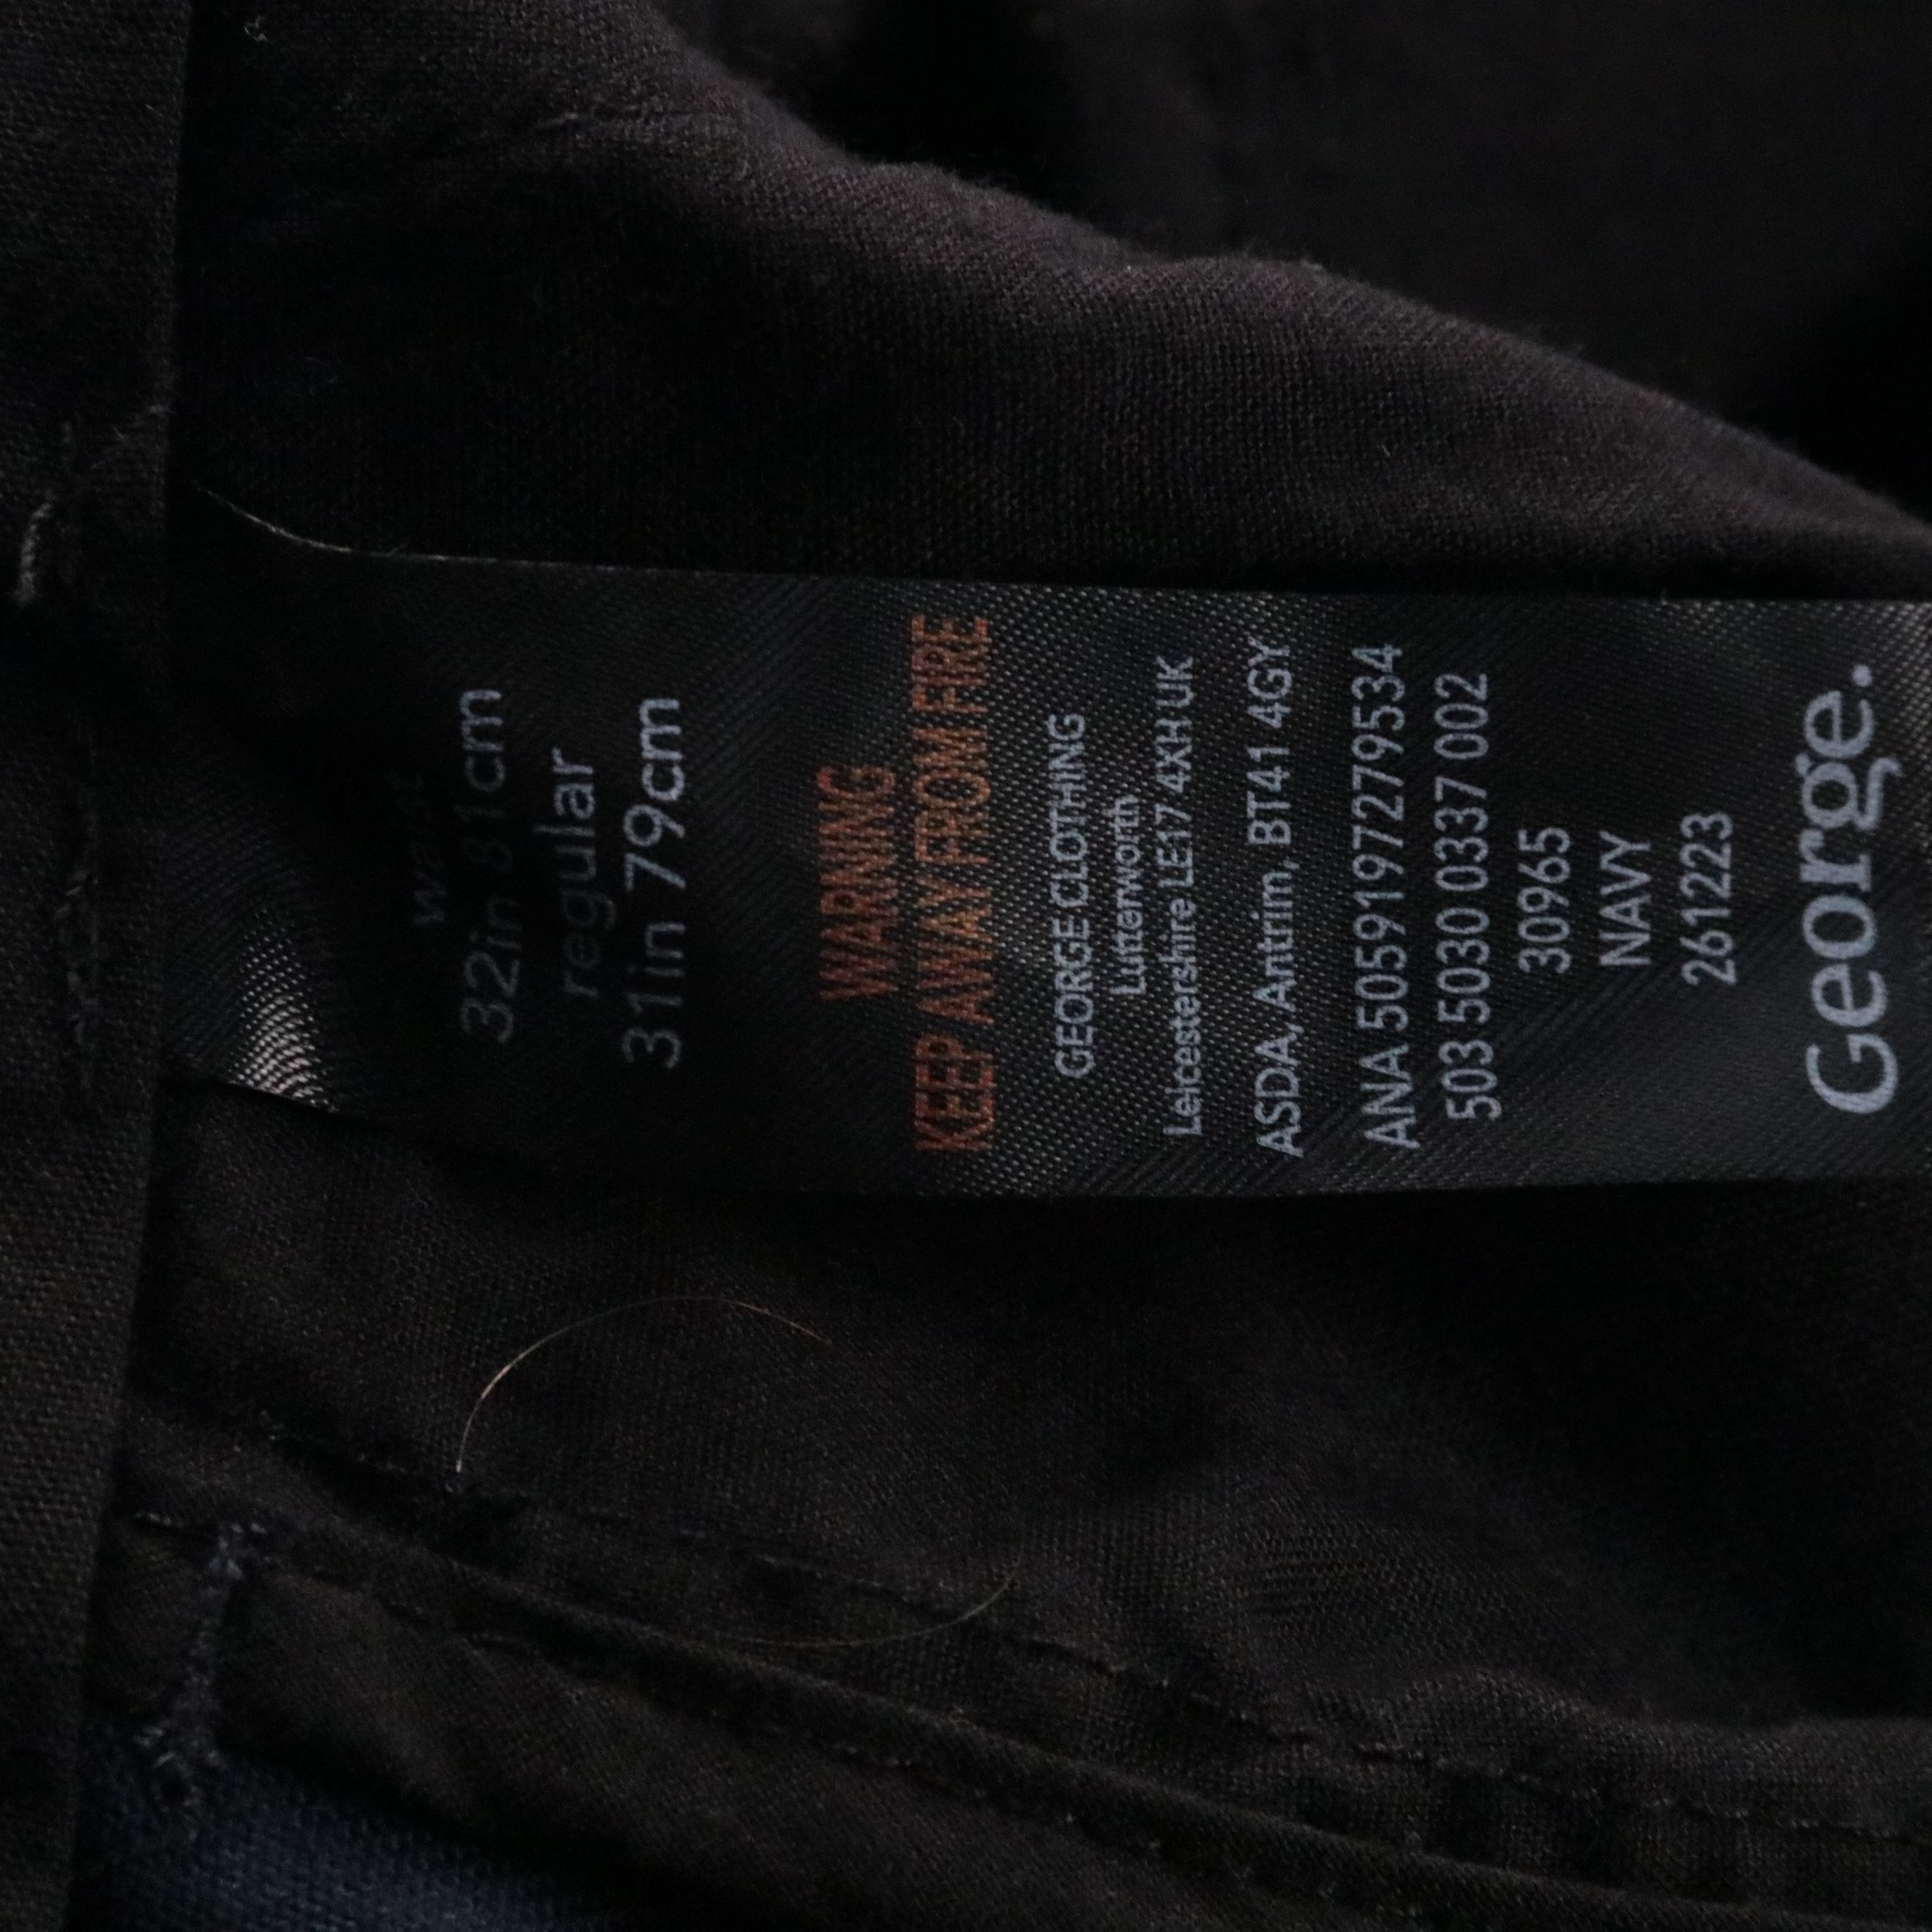 waist
32in 81cm
regular
31in 79cm
WARNING
KEEP AWAY FROM FIRE
GEORGE CLOTHING
Lutterworth
Leicestershire LE17 4XH UK
ASDA, Antrim, BT41 4GY
ANA 5059197279534
503 5030 0337 002
30965
NAVY
261223
George.